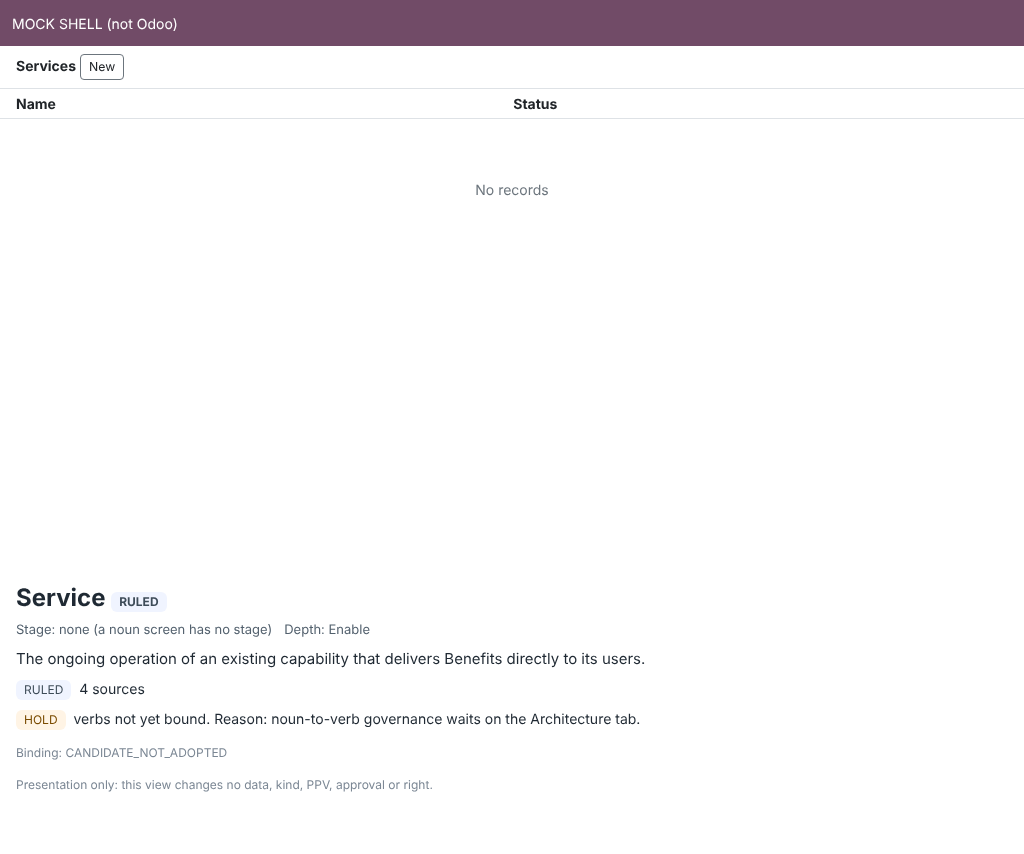 MOCK SHELL (not Odoo)
Services New
Name Status
No records
Service RULED
Stage: none (a noun screen has no stage) Depth: Enable
The ongoing operation of an existing capability that delivers Benefits directly to its users.
RULED 4 sources
HOLD verbs not yet bound. Reason: noun-to-verb governance waits on the Architecture tab.
Binding: CANDIDATE_NOT_ADOPTED
Presentation only: this view changes no data, kind, PPV, approval or right.